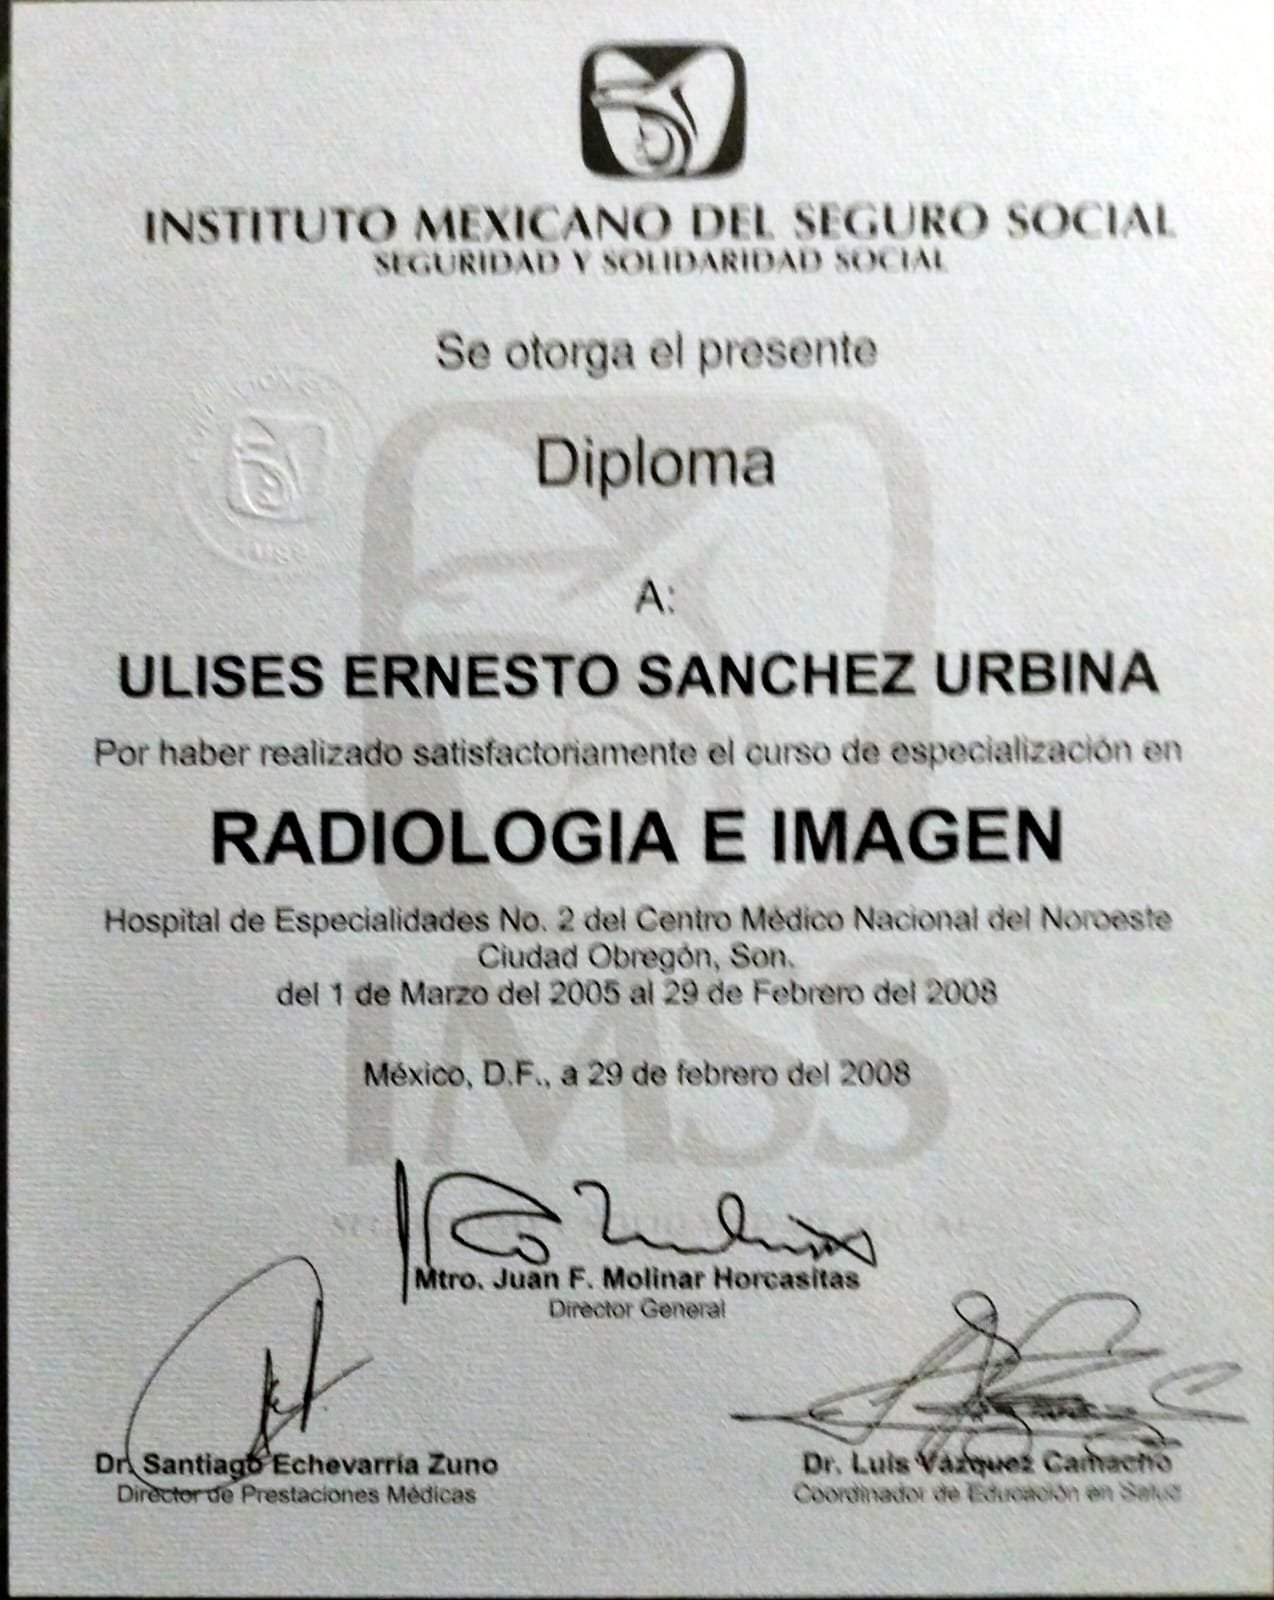 INSTITUTO MEXICANO DEL SEGURO SOCIAL
SEGURIDAD Y SOLIDARIDAD SOCIAL
Se otorga el presente
Diploma
A:
ULISES ERNESTO SANCHEZ URBINA
Por haber realizado satisfactoriamente el curso de especialización en
RADIOLOGIA E IMAGEN
Hospital de Especialidades No. 2 del Centro Médico Nacional del Noroeste
Ciudad Obregón, Son.
del 1 de Marzo del 2005 al 29 de Febrero del 2008
México, D.F., a 29 de febrero del 2008
IMSS
Mtro. Juan F. Molinar Horcasitas
Director General
Dr. Santiago Echevarría Zuno
Director de Prestaciones Médicas
Dr. Luis Vázquez Camacho
Coordinador de Educación en Salud